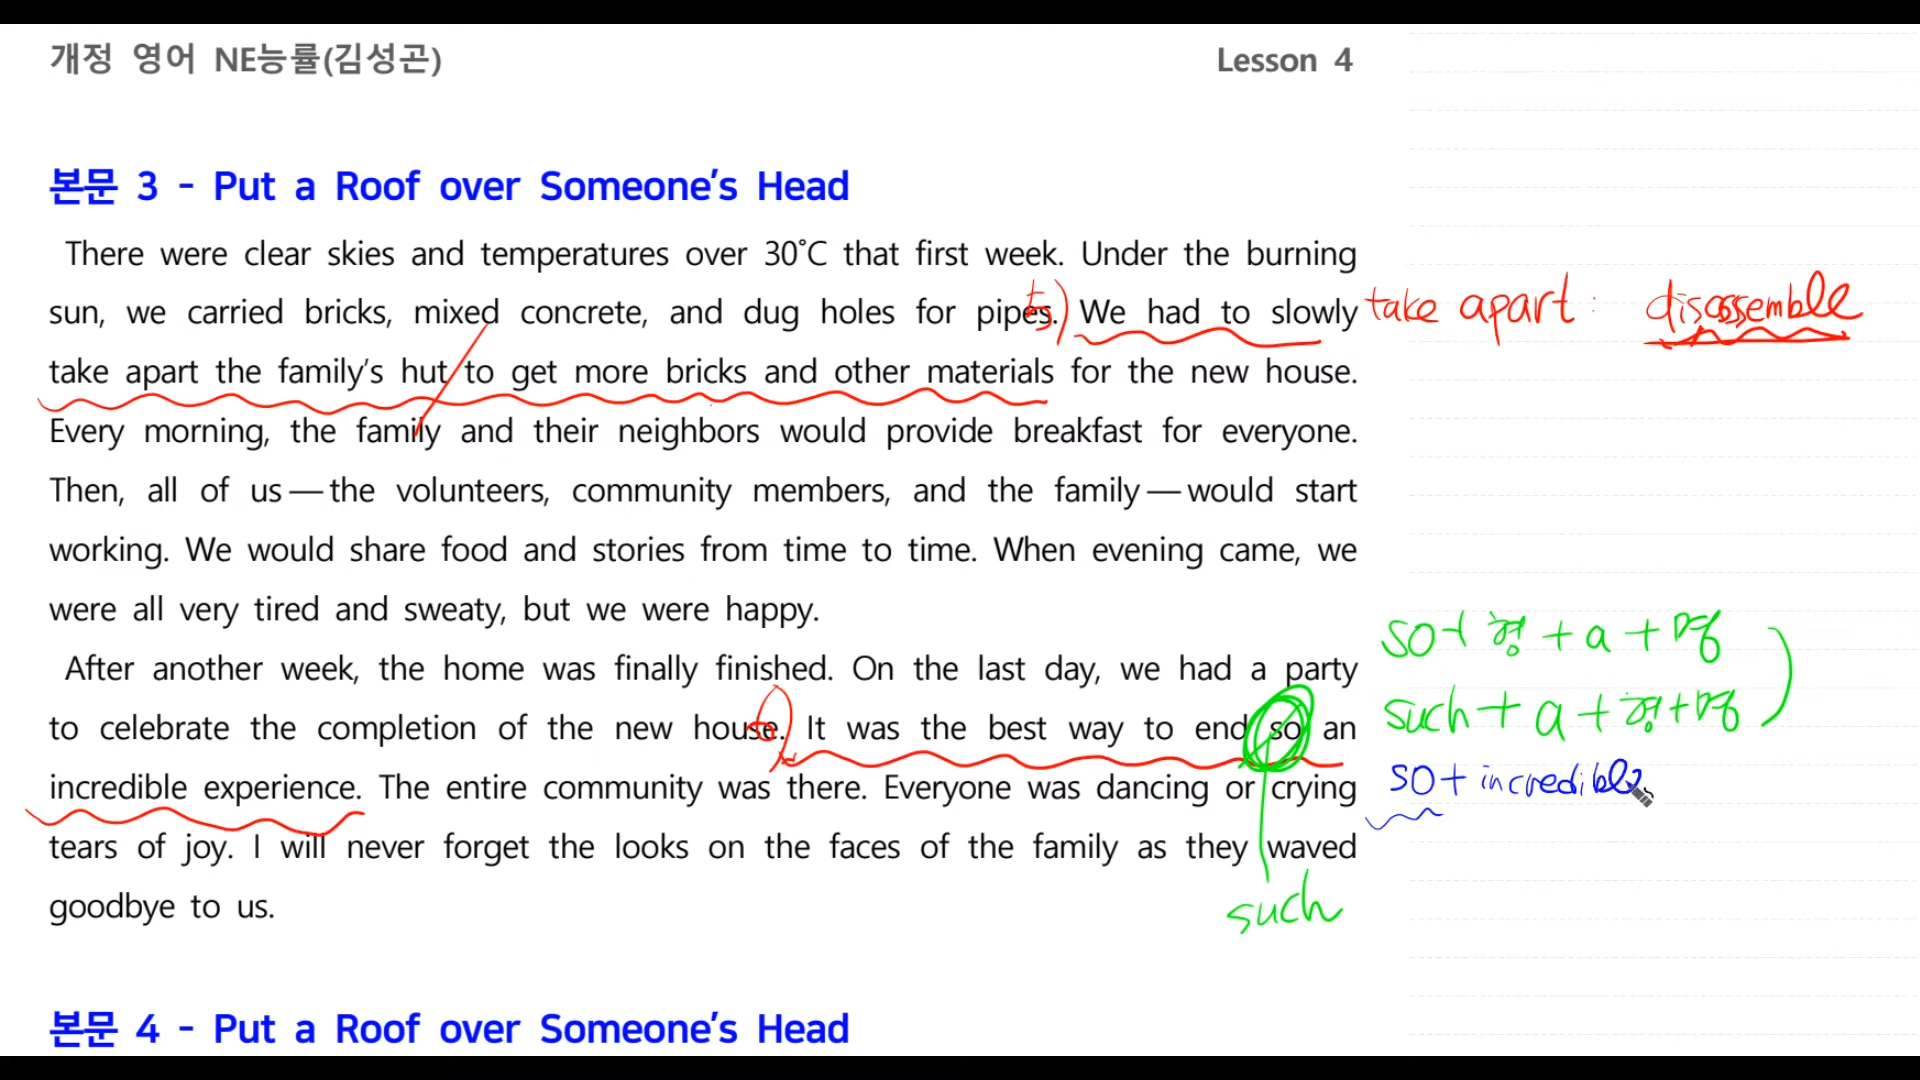 개정 영어 NE능률(김성곤)
Lesson 4
본문 3 - Put a Roof over Someone's Head
There were clear skies and temperatures over 30°C that first week. Under the burning
sun, we carried bricks, mixed concrete, and dug holes for pipes. We had to slowly
take apart : disassemble
take apart the family's hut to get more bricks and other materials for the new house.
Every morning, the family and their neighbors would provide breakfast for everyone.
Then, all of us — the volunteers, community members, and the family — would start
working. We would share food and stories from time to time. When evening came, we
were all very tired and sweaty, but we were happy.
so + 형 + a + 명
After another week, the home was finally finished. On the last day, we had a party
such + a + 형 + 명
to celebrate the completion of the new house. It was the best way to end so an
so + incredible
incredible experience. The entire community was there. Everyone was dancing or crying
tears of joy. I will never forget the looks on the faces of the family as they waved
such
goodbye to us.
본문 4 - Put a Roof over Someone's Head